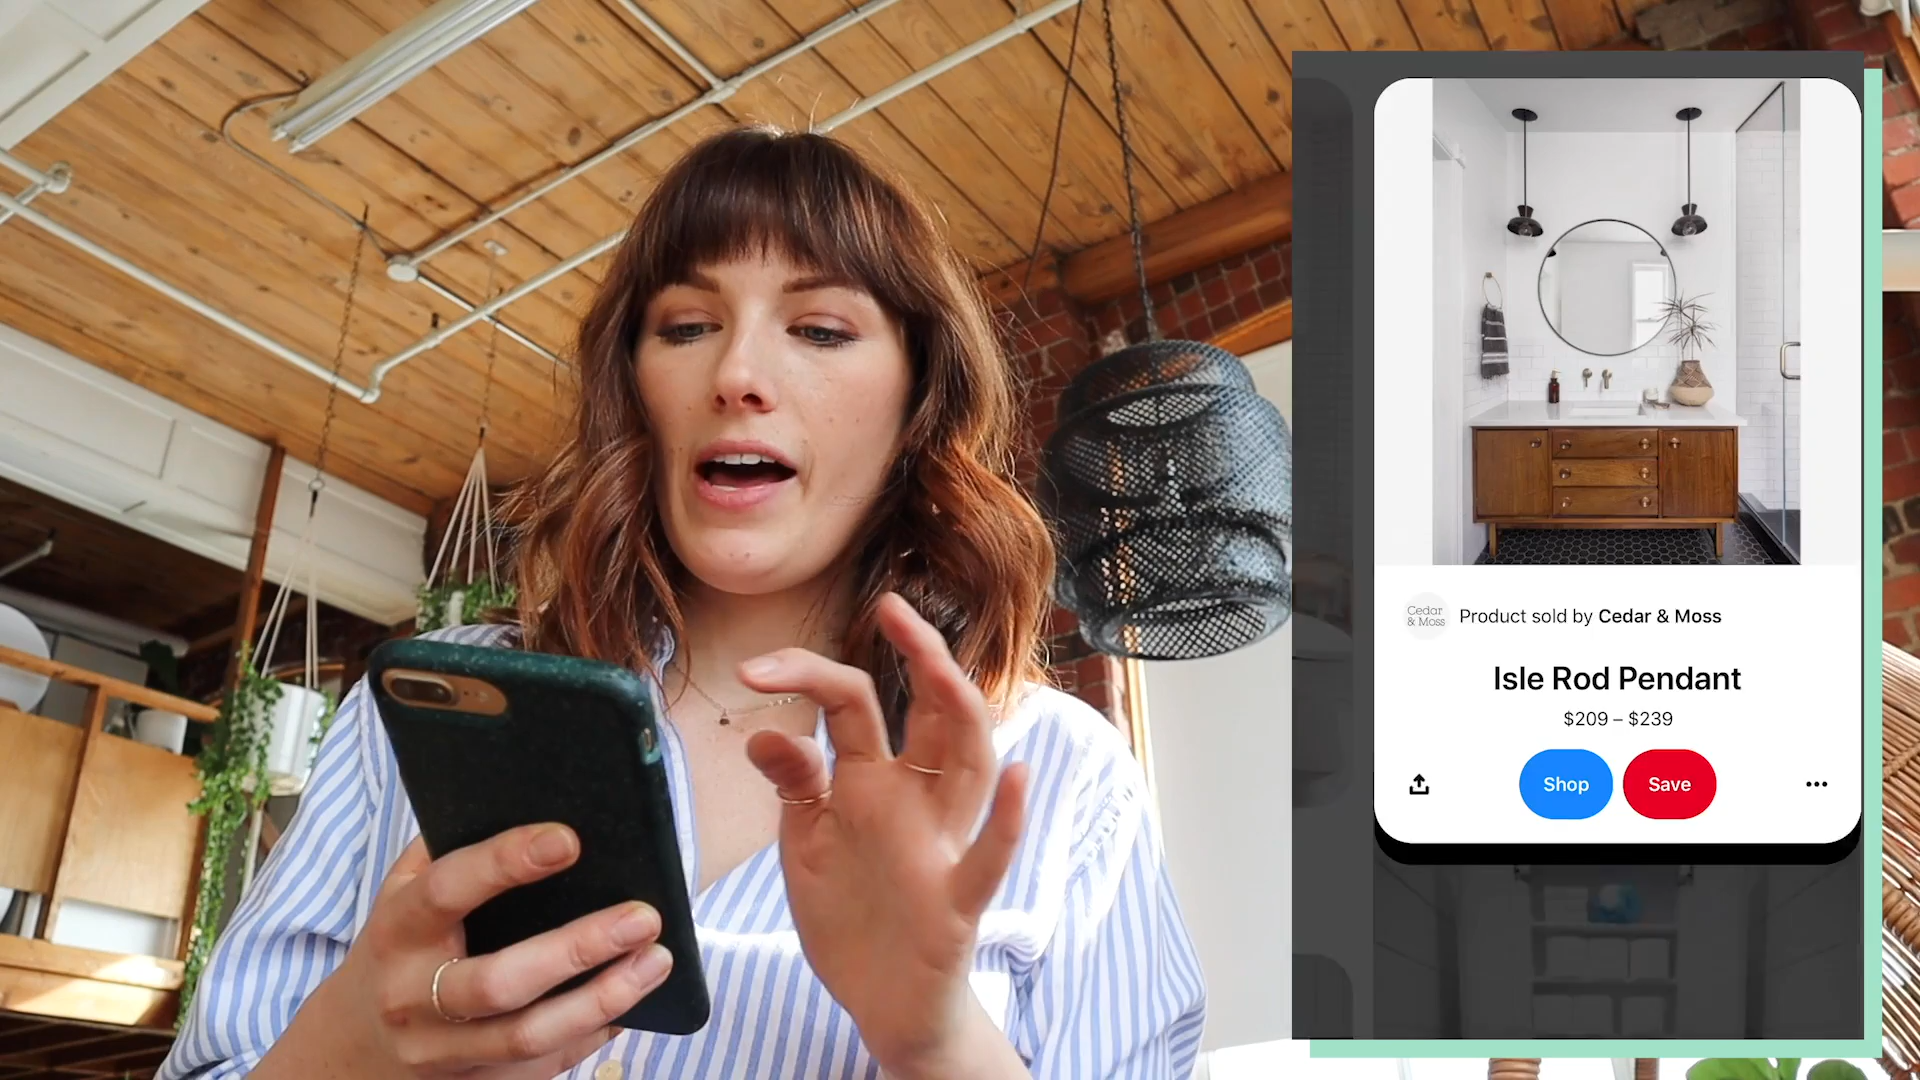 Cedar
& Moss
Product sold by Cedar & Moss
Isle Rod Pendant
$209 – $239
Shop
Save